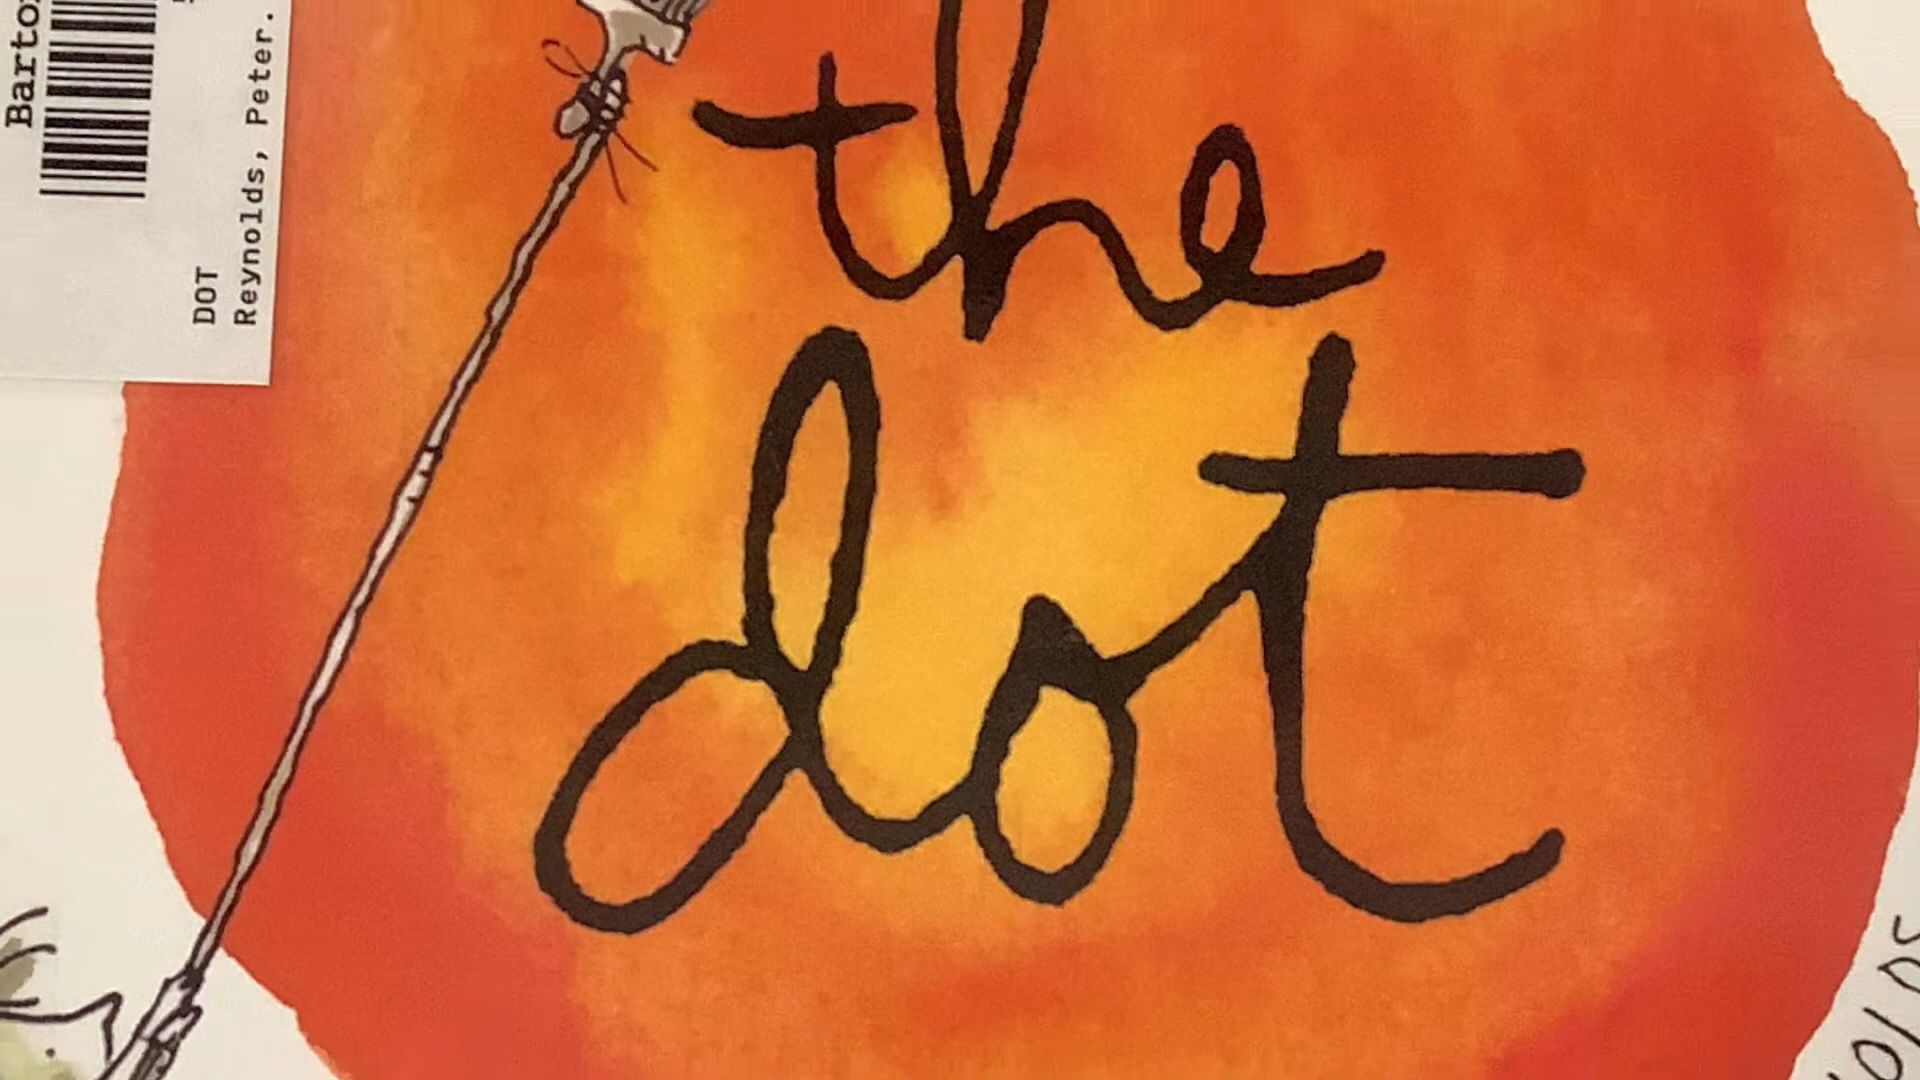 the
dot
Barto
DOT
Reynolds, Peter.